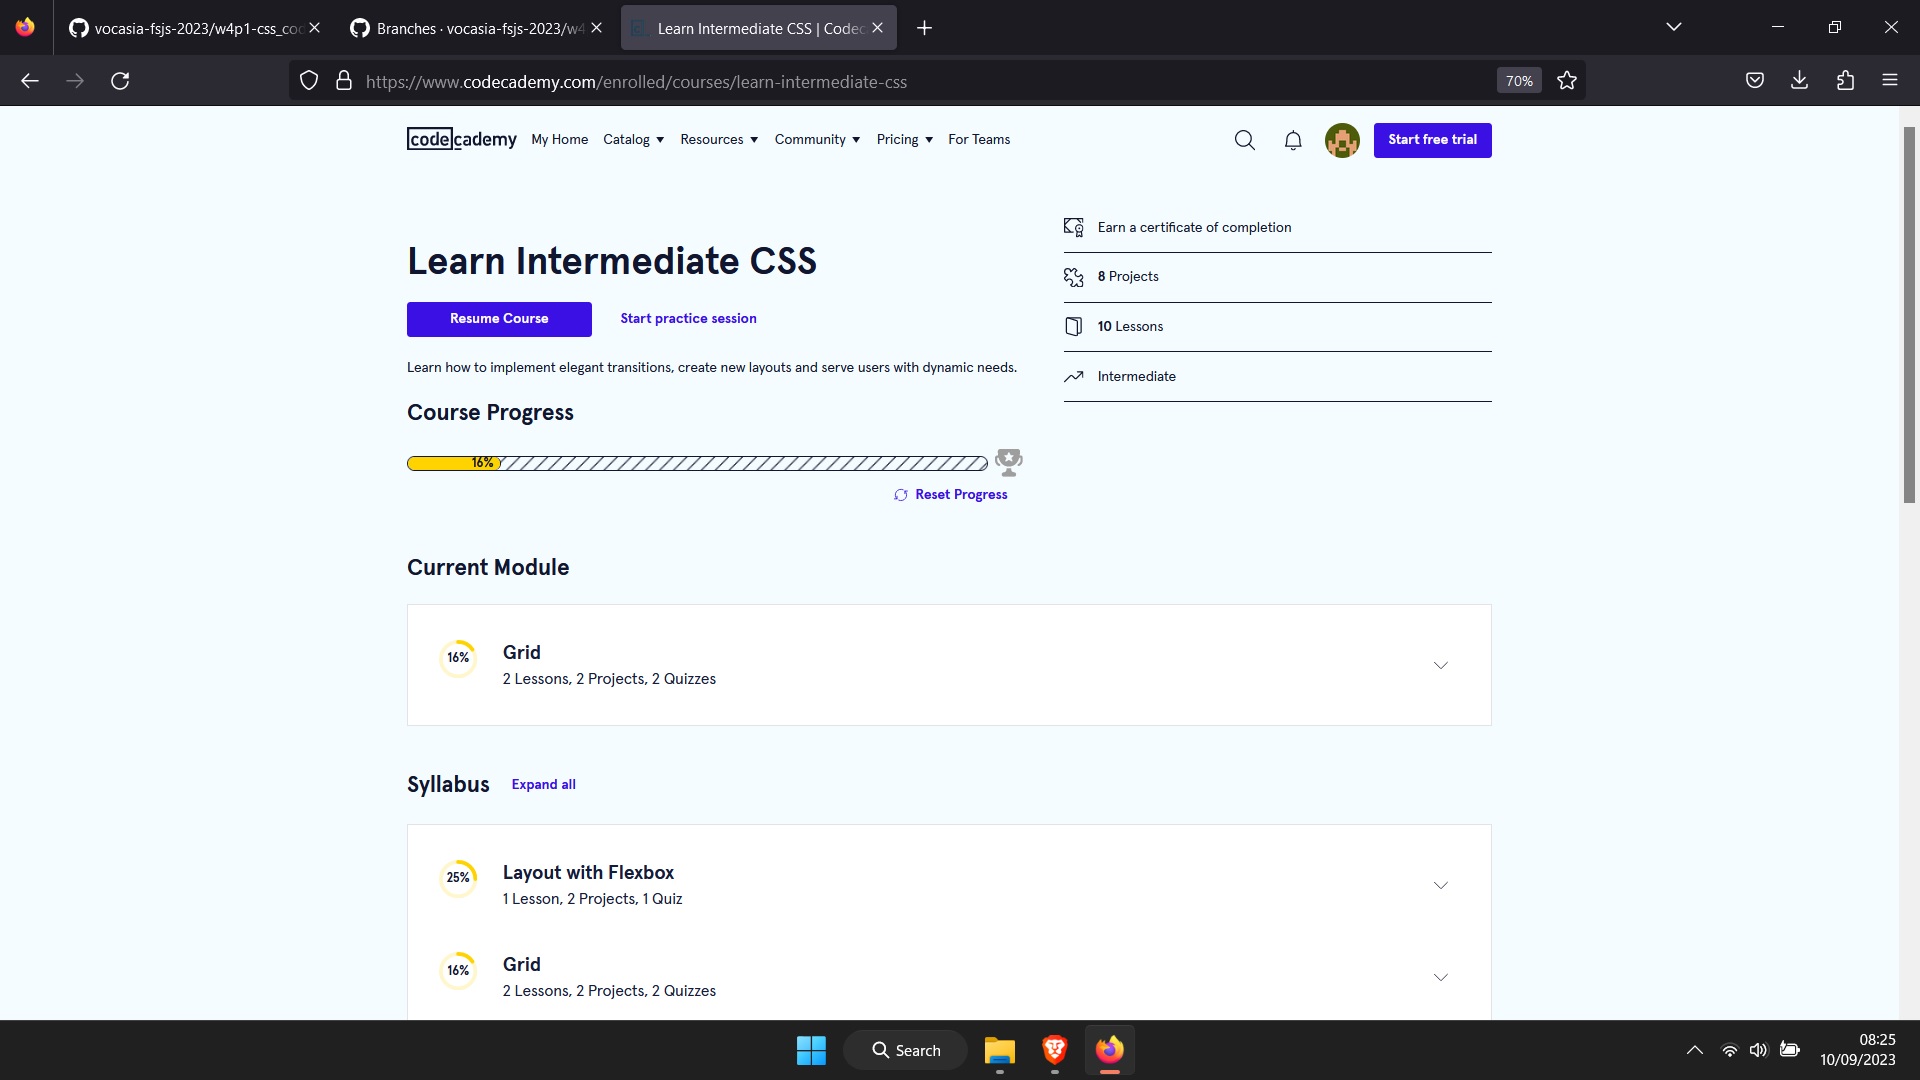 vocasia-fsjs-2023/w4p1-css_cod
Branches · vocasia-fsjs-2023/w4
Learn Intermediate CSS | Codec
https://www.codecademy.com/enrolled/courses/learn-intermediate-css
70%
codecademy My Home Catalog Resources Community Pricing For Teams
Start free trial
Learn Intermediate CSS
Resume Course
Start practice session
Learn how to implement elegant transitions, create new layouts and serve users with dynamic needs.
Earn a certificate of completion
8 Projects
10 Lessons
Intermediate
Course Progress
16%
Reset Progress
Current Module
16%
Grid
2 Lessons, 2 Projects, 2 Quizzes
Syllabus
Expand all
25%
Layout with Flexbox
1 Lesson, 2 Projects, 1 Quiz
16%
Grid
2 Lessons, 2 Projects, 2 Quizzes
Search
08:25
10/09/2023